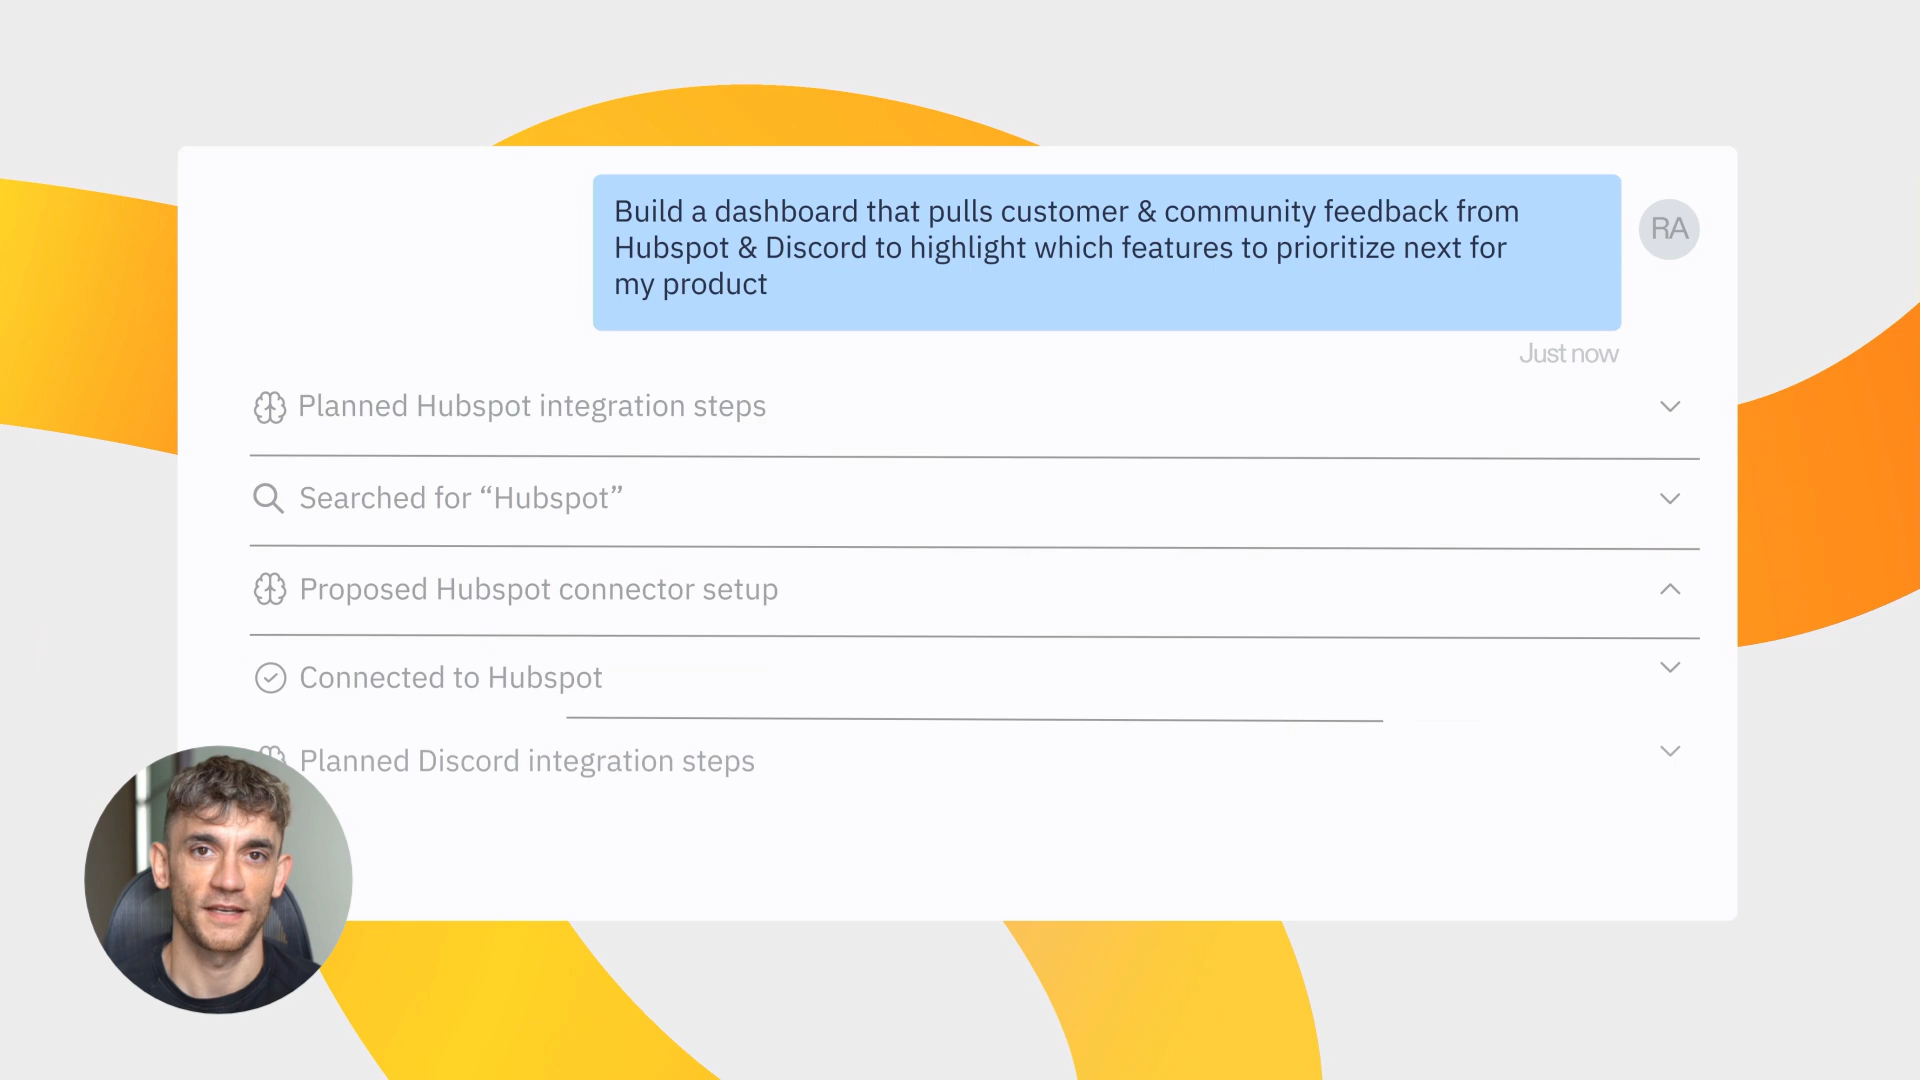 Build a dashboard that pulls customer & community feedback from
Hubspot & Discord to highlight which features to prioritize next for
my product
RA
Just now
Planned Hubspot integration steps
Searched for “Hubspot”
Proposed Hubspot connector setup
Connected to Hubspot
Planned Discord integration steps